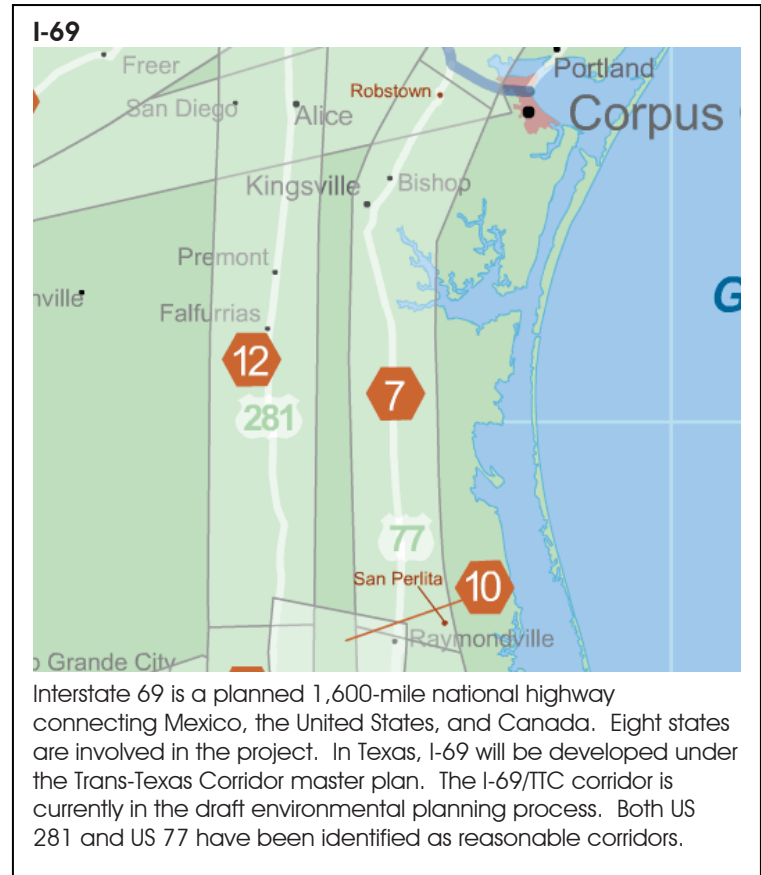 I-69
Freer
Portland
Robstown
San Diego
Alice
Corpus
Kingsville
Bishop
Premont
nville
G
Falfurrias
12
7
281
77
San Perlita
10
Raymondville
o Grande City
Interstate 69 is a planned 1,600-mile national highway
connecting Mexico, the United States, and Canada. Eight states
are involved in the project. In Texas, I-69 will be developed under
the Trans-Texas Corridor master plan. The I-69/TTC corridor is
currently in the draft environmental planning process. Both US
281 and US 77 have been identified as reasonable corridors.